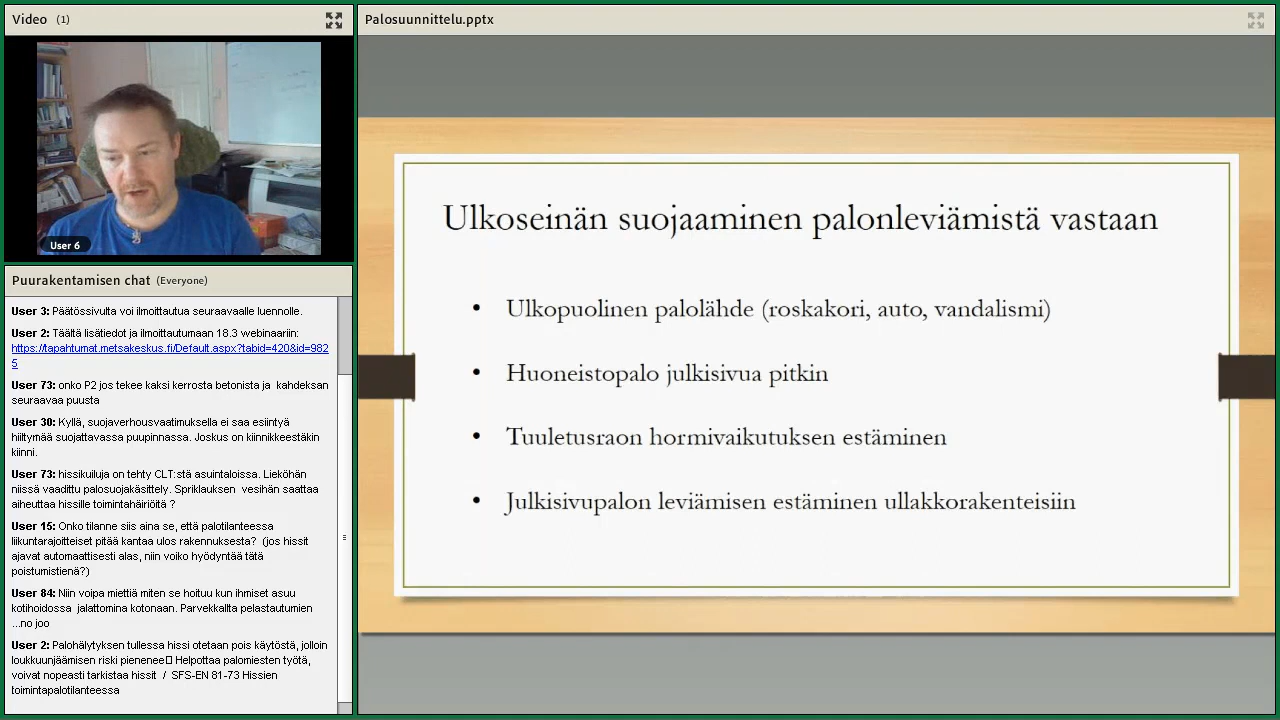 Video (1)
User 6
Puurakentamisen chat (Everyone)
User 3: Päätössivulta voi ilmoittautua seuraavaalle luennolle.
User 2: Täältä lisätiedot ja ilmoittautumaan 18.3 webinaariin:
https://tapahtumat.metsakeskus.fi/Default.aspx?tabid=420&id=982
5
User 73: onko P2 jos tekee kaksi kerrosta betonista ja kahdeksan
seuraavaa puusta
User 30: Kyllä, suojaverhousvaatimuksella ei saa esiintyä
hiiltymää suojattavassa puupinnassa. Joskus on kiinnikkeestäkin
kiinni.
User 73: hissikuiluja on tehty CLT:stä asuintaloissa. Lieköhän
niissä vaadittu palosuojakäsittely. Spriklauksen vesihän saattaa
aiheuttaa hissille toimintahäiriöitä ?
User 15: Onko tilanne siis aina se, että palotilanteessa
liikuntarajoitteiset pitää kantaa ulos rakennuksesta? (jos hissit
ajavat automaattisesti alas, niin voiko hyödyntää tätä
poistumistienä?)
User 84: Niin voipa miettiä miten se hoituu kun ihmiset asuu
kotihoidossa jalattomina kotonaan. Parvekkallta pelastautumien
...no joo
User 2: Palohälytyksen tullessa hissi otetaan pois käytöstä, jolloin
loukkuunjäämisen riski pienenee▯ Helpottaa palomiesten työtä,
voivat nopeasti tarkistaa hissit / SFS-EN 81-73 Hissien
toimintapalotilanteessa
Palosuunnittelu.pptx
Ulkoseinän suojaaminen palonleviämistä vastaan
• Ulkopuolinen palolähde (roskakori, auto, vandalismi)
• Huoneistopalo julkisivua pitkin
• Tuuletusraon hormivaikutuksen estäminen
• Julkisivupalon leviämisen estäminen ullakkorakenteisiin